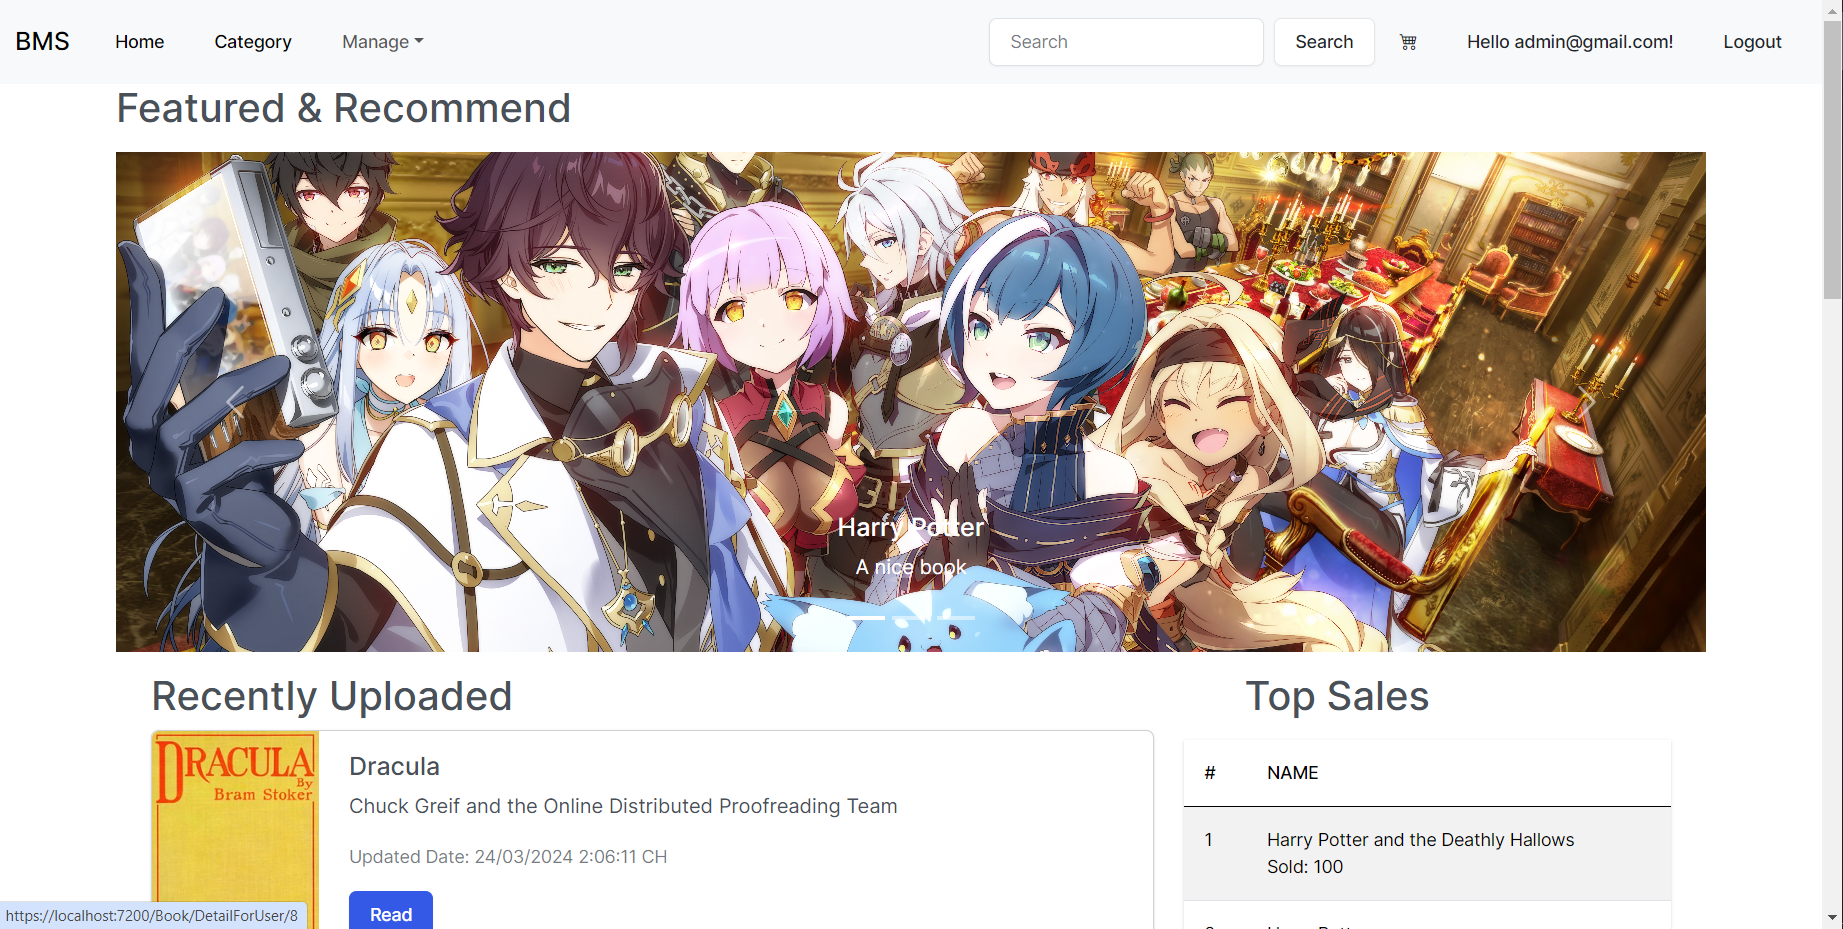 BMS
Home
Category
Manage
Search
Search
Hello admin@gmail.com!
Logout
Featured & Recommend
Harry Potter
A nice book
Recently Uploaded
DRACULA
By
Bram Stoker
Dracula
Chuck Greif and the Online Distributed Proofreading Team
Updated Date: 24/03/2024 2:06:11 CH
Read
Top Sales
# NAME
1 Harry Potter and the Deathly Hallows
Sold: 100
https://localhost:7200/Book/DetailForUser/8